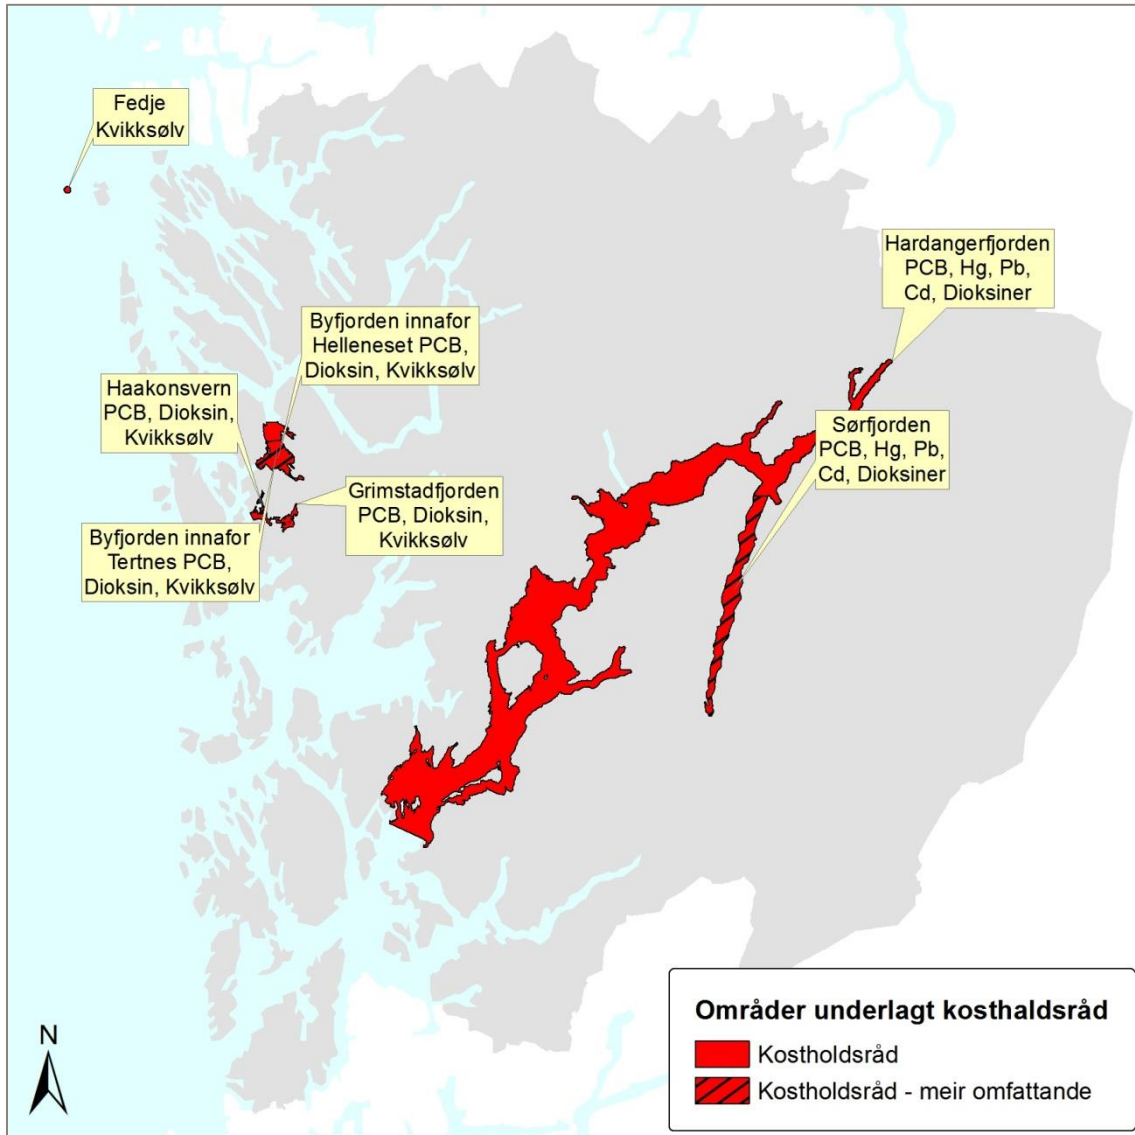 Fedje
Kvikksølv
Hardangerfjorden
PCB, Hg, Pb,
Cd, Dioksiner
Byfjorden innafor
Helleneset PCB,
Dioksin, Kvikksølv
Haakonsvern
PCB, Dioksin,
Kvikksølv
Sørfjorden
PCB, Hg, Pb,
Cd, Dioksiner
Grimstadfjorden
PCB, Dioksin,
Kvikksølv
Byfjorden innafor
Tertnes PCB,
Dioksin, Kvikksølv
N
Områder underlagt kosthaldsråd
Kostholdsråd
Kostholdsråd - meir omfattande